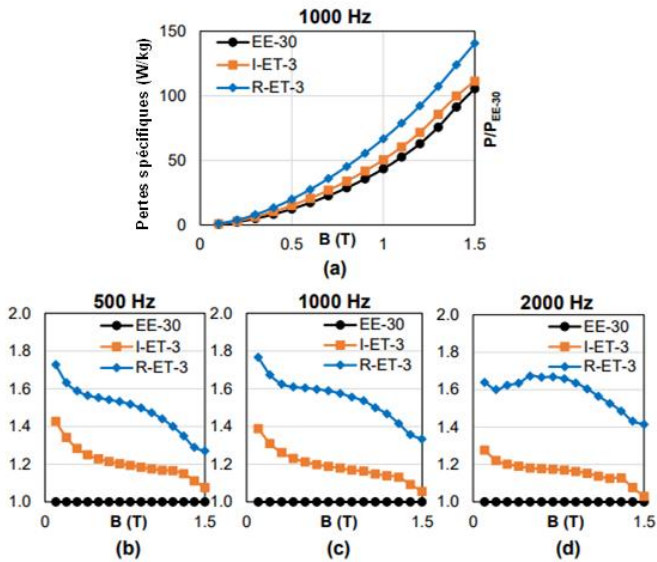 1000 Hz
Pertes spécifiques (W/kg)
150
100
50
0
EE-30
I-ET-3
R-ET-3
P/P_EE-30
0 0.5 1 1.5
B (T)
(a)
500 Hz
2.0
1.8
1.6
1.4
1.2
1.0
EE-30
I-ET-3
R-ET-3
0 B (T) 1.5
(b)
1000 Hz
2.0
1.8
1.6
1.4
1.2
1.0
EE-30
I-ET-3
R-ET-3
0 B (T) 1.5
(c)
2000 Hz
2.0
1.8
1.6
1.4
1.2
1.0
EE-30
I-ET-3
R-ET-3
0 B (T) 1.5
(d)